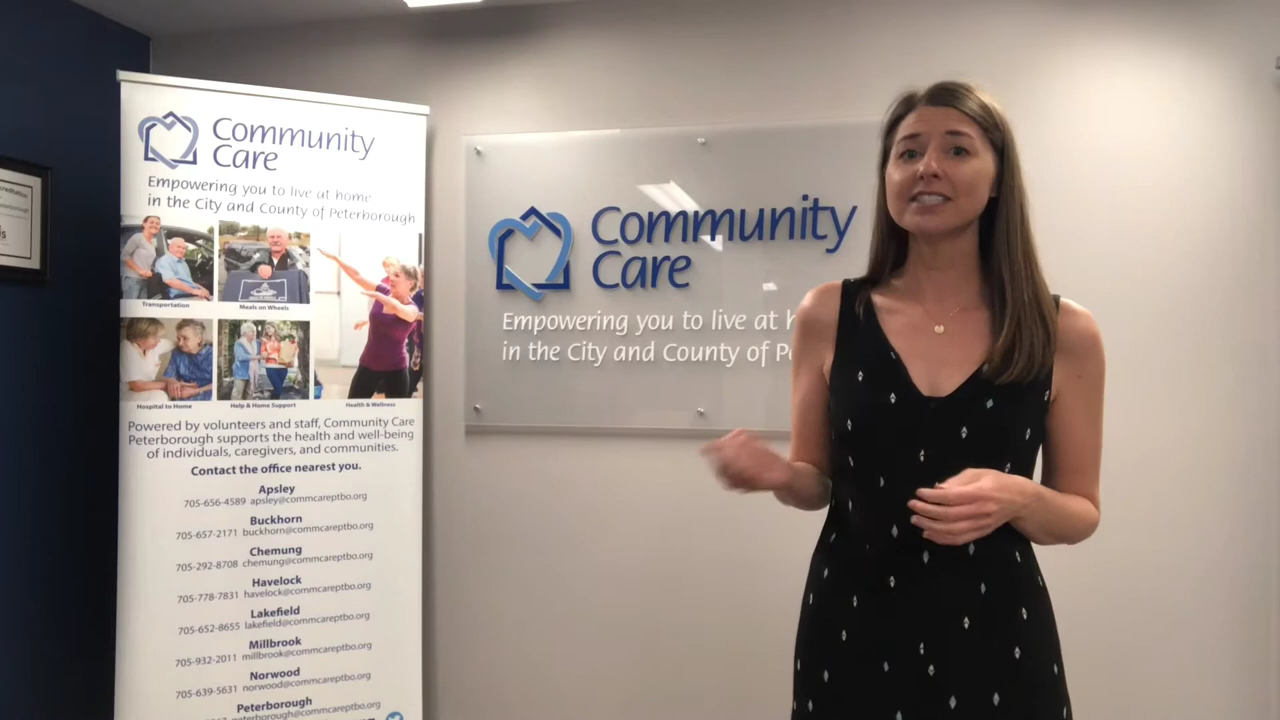 Community
Care
Empowering you to live at home
in the City and County of Peterborough
Transportation
Meals on Wheels
Hospital to Home
Help & Home Support
Health & Wellness
Powered by volunteers and staff, Community Care
Peterborough supports the health and well-being
of individuals, caregivers, and communities.
Contact the office nearest you.
Apsley
705-656-4589 apsley@commcareptbo.org
Buckhorn
705-657-2171 buckhorn@commcareptbo.org
Chemung
705-292-8708 chemung@commcareptbo.org
Havelock
705-778-7831 havelock@commcareptbo.org
Lakefield
705-652-8655 lakefield@commcareptbo.org
Millbrook
705-932-2011 millbrook@commcareptbo.org
Norwood
705-639-5631 norwood@commcareptbo.org
Peterborough
peterborough@commcareptbo.org
Community
Care
Empowering you to live at h
in the City and County of P